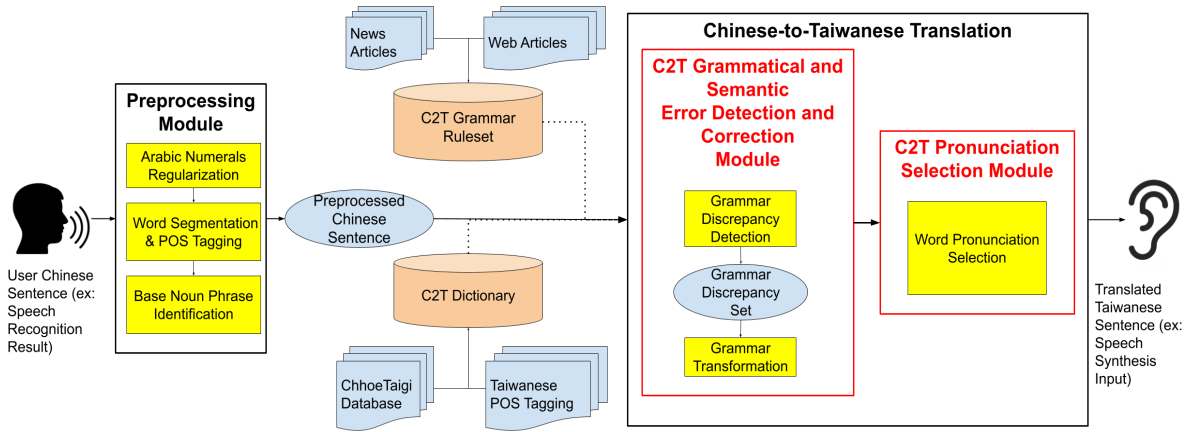 User Chinese
Sentence (ex:
Speech
Recognition
Result)
Preprocessing
Module
Arabic Numerals
Regularization
Word Segmentation
& POS Tagging
Base Noun Phrase
Identification
News
Articles
Web Articles
C2T Grammar
Ruleset
Preprocessed
Chinese
Sentence
C2T Dictionary
ChhoeTaigi
Database
Taiwanese
POS Tagging
Chinese-to-Taiwanese Translation
C2T Grammatical and
Semantic
Error Detection and
Correction
Module
Grammar
Discrepancy
Detection
Grammar
Discrepancy
Set
Grammar
Transformation
C2T Pronunciation
Selection Module
Word Pronunciation
Selection
Translated
Taiwanese
Sentence (ex:
Speech
Synthesis
Input)